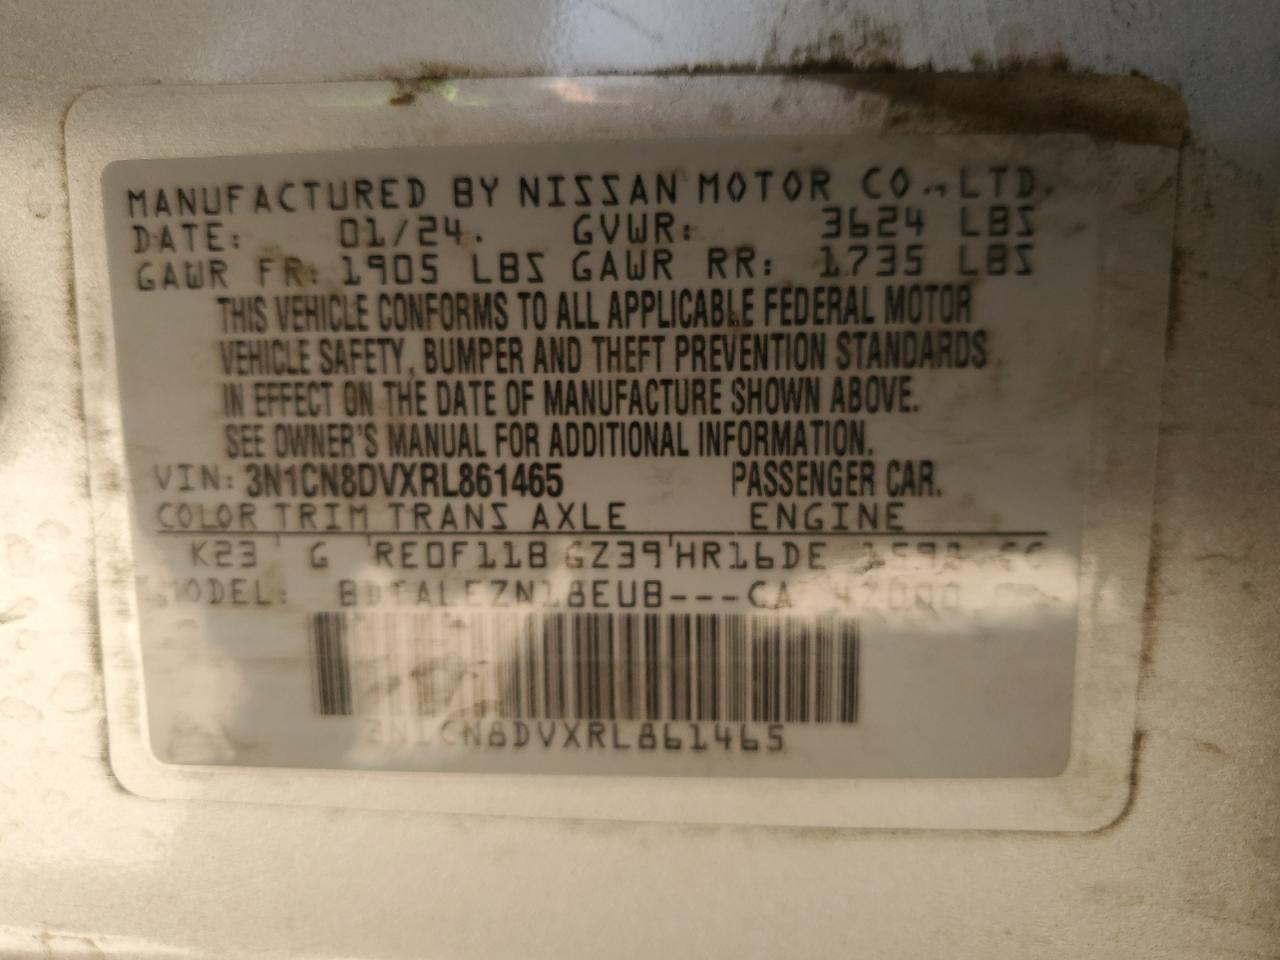 MANUFACTURED BY NISSAN MOTOR CO., LTD.
DATE: 01/24. GVWR: 3624 LBS
GAWR FR: 1905 LBS GAWR RR: 1735 LBS
THIS VEHICLE CONFORMS TO ALL APPLICABLE FEDERAL MOTOR
VEHICLE SAFETY, BUMPER AND THEFT PREVENTION STANDARDS
IN EFFECT ON THE DATE OF MANUFACTURE SHOWN ABOVE.
SEE OWNER'S MANUAL FOR ADDITIONAL INFORMATION.
VIN: 3N1CN8DVXRL861465 PASSENGER CAR.
COLOR TRIM TRANS AXLE ENGINE
K23 G RE0F11B GZ39 HR16DE
MODEL: BDTALEZN18EUB---CA
3N1CN8DVXRL861465